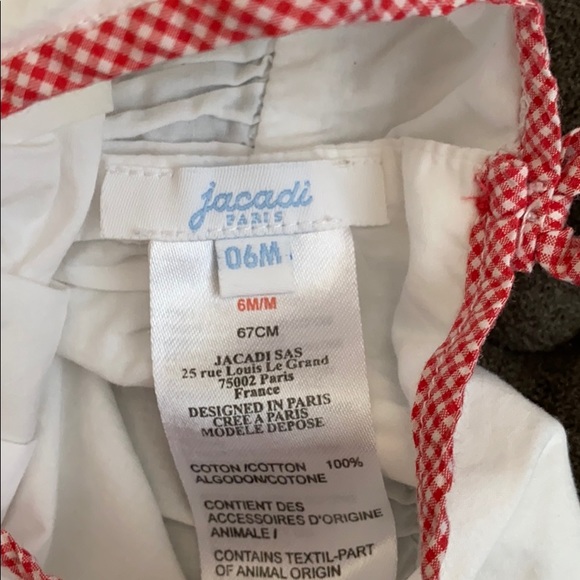 jacadi
PARIS
06M
6M/M
67CM
JACADI SAS
25 rue Louis Le Grand
75002 Paris
France
DESIGNED IN PARIS
CREE A PARIS
MODELE DEPOSE
COTON /COTTON 100%
ALGODON/COTONE
CONTIENT DES
ACCESSOIRES D'ORIGINE
ANIMALE /
CONTAINS TEXTIL-PART
OF ANIMAL ORIGIN